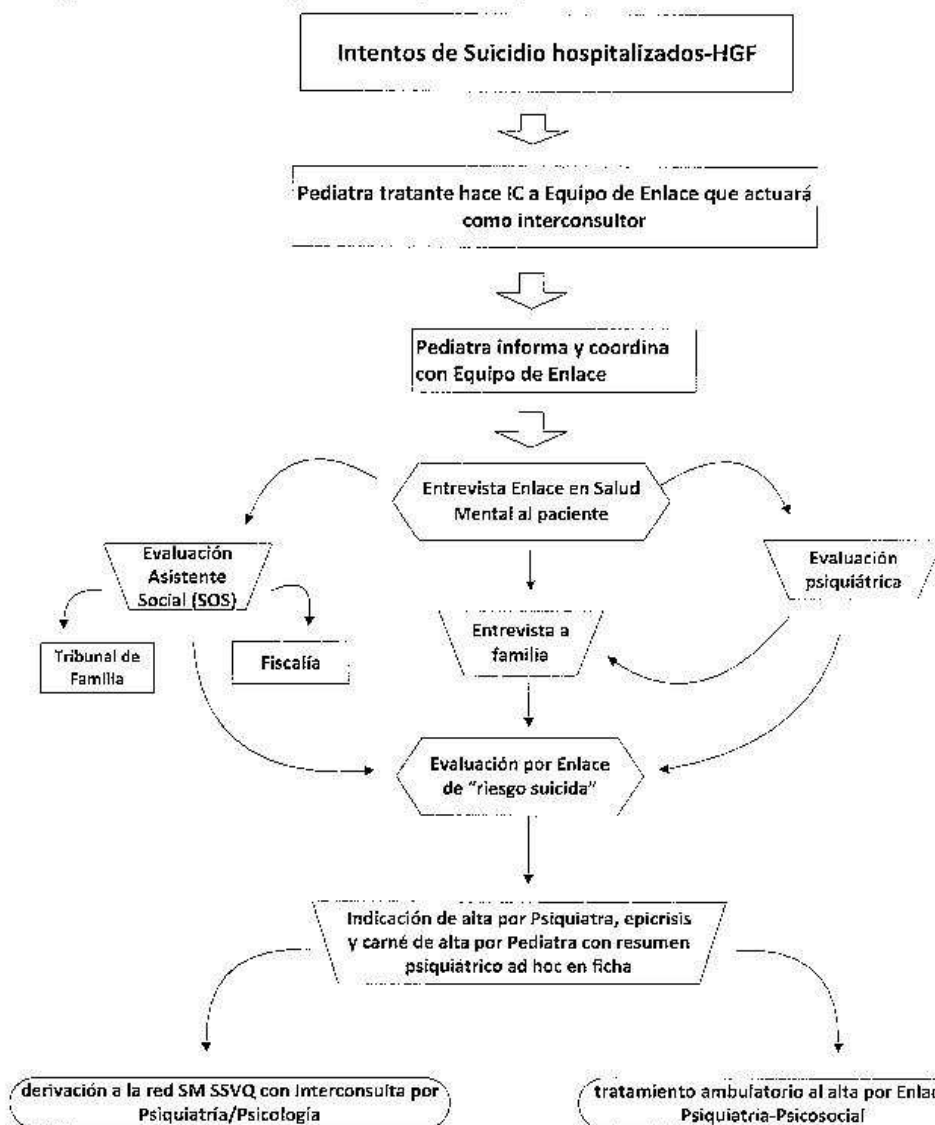 Intentos de Suicidio hospitalizados-HGF
Pediatra tratante hace IC a Equipo de Enlace que actuará
como interconsultor
Pediatra informa y coordina
con Equipo de Enlace
Entrevista Enlace en Salud
Mental al paciente
Evaluación
Asistente
Social (SOS)
Evaluación
psiquiátrica
Tribunal de
Familia
Fiscalía
Entrevista a
familia
Evaluación por Enlace
de "riesgo suicida"
Indicación de alta por Psiquiatra, epicrisis
y carné de alta por Pediatra con resumen
psiquiátrico ad hoc en ficha
derivación a la red SM SSVQ con Interconsulta por
Psiquiatría/Psicología
tratamiento ambulatorio al alta por Enlac
Psiquiatria-Psicosocial